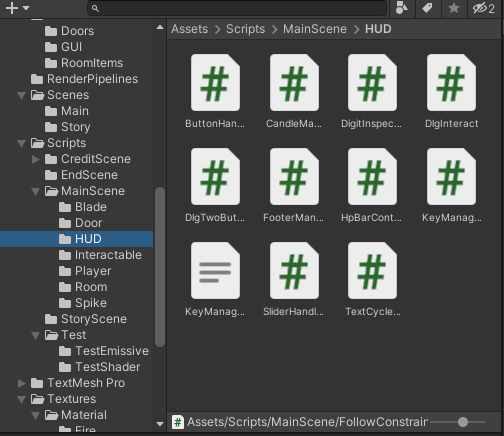 2
Doors
GUI
RoomItems
RenderPipelines
Scenes
Main
Story
Scripts
CreditScene
EndScene
MainScene
Blade
Door
HUD
Interactable
Player
Room
Spike
StoryScene
Test
TestEmissive
TestShader
TextMesh Pro
Textures
Material
Fire
Assets > Scripts > MainScene > HUD
ButtonHan...
CandleMa...
DigitInspec...
DlgInteract
DlgTwoBut...
FooterMan...
HpBarCont...
KeyManag...
KeyManag...
SliderHandl...
TextCycle...
Assets/Scripts/MainScene/FollowConstrain